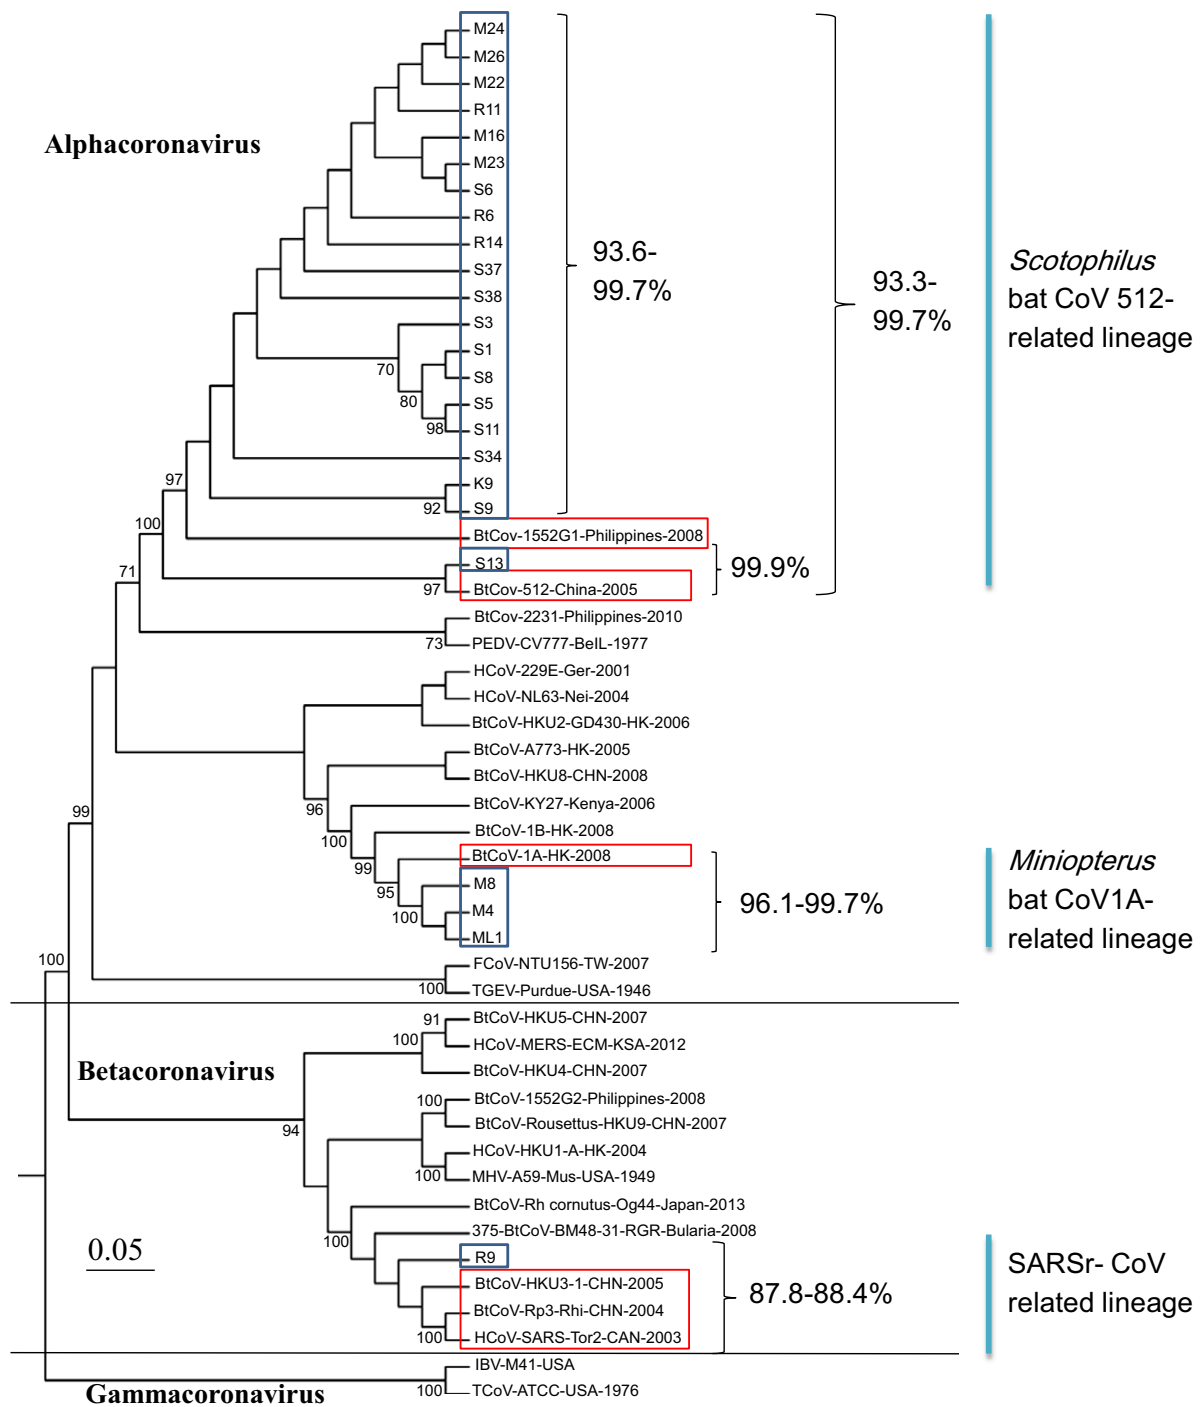 M24
M26
M22
R11
Alphacoronavirus
M16
M23
S6
R6
R14
93.6-
99.7%
S37
S38
93.3-
99.7%
Scotophilus
bat CoV 512-
related lineage
S3
S1
70
S8
80
S5
98
S11
S34
97
K9
92
S9
100
BtCov-1552G1-Philippines-2008
S13
99.9%
71
97
BtCov-512-China-2005
BtCov-2231-Philippines-2010
73
PEDV-CV777-BelL-1977
HCoV-229E-Ger-2001
HCoV-NL63-Nei-2004
BtCoV-HKU2-GD430-HK-2006
BtCoV-A773-HK-2005
BtCoV-HKU8-CHN-2008
96
BtCoV-KY27-Kenya-2006
99
100
BtCoV-1B-HK-2008
99
BtCoV-1A-HK-2008
95
M8
100
M4
ML1
96.1-99.7%
Miniopterus
bat CoV1A-
related lineage
100
FCoV-NTU156-TW-2007
100
TGEV-Purdue-USA-1946
91
BtCoV-HKU5-CHN-2007
100
HCoV-MERS-ECM-KSA-2012
Betacoronavirus
BtCoV-HKU4-CHN-2007
100
BtCoV-1552G2-Philippines-2008
94
BtCoV-Rousettus-HKU9-CHN-2007
HCoV-HKU1-A-HK-2004
100
MHV-A59-Mus-USA-1949
BtCoV-Rh cornutus-Og44-Japan-2013
100
375-BtCoV-BM48-31-RGR-Bularia-2008
0.05
R9
BtCoV-HKU3-1-CHN-2005
BtCoV-Rp3-Rhi-CHN-2004
100
HCoV-SARS-Tor2-CAN-2003
87.8-88.4%
SARSr- CoV
related lineage
IBV-M41-USA
Gammacoronavirus
100
TCoV-ATCC-USA-1976